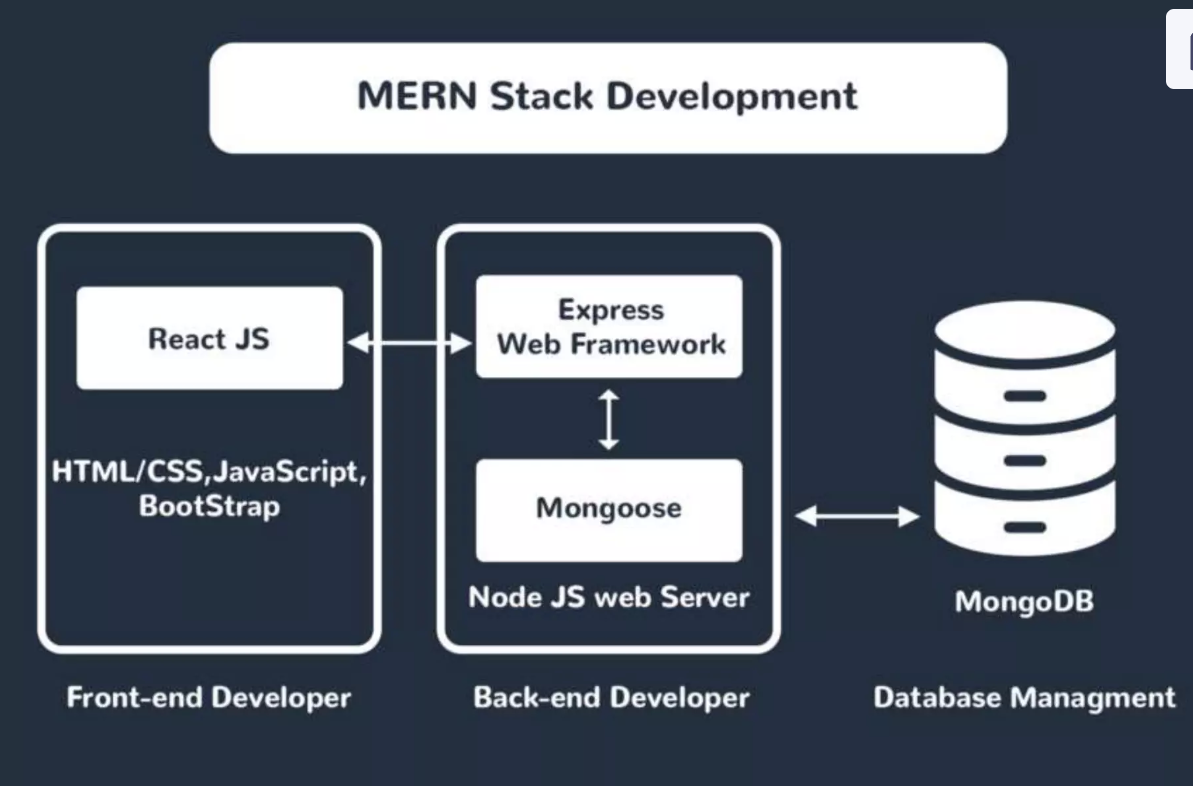 MERN Stack Development
React JS
HTML/CSS,JavaScript,
BootStrap
Front-end Developer
Express
Web Framework
Mongoose
Node JS web Server
Back-end Developer
MongoDB
Database Managment